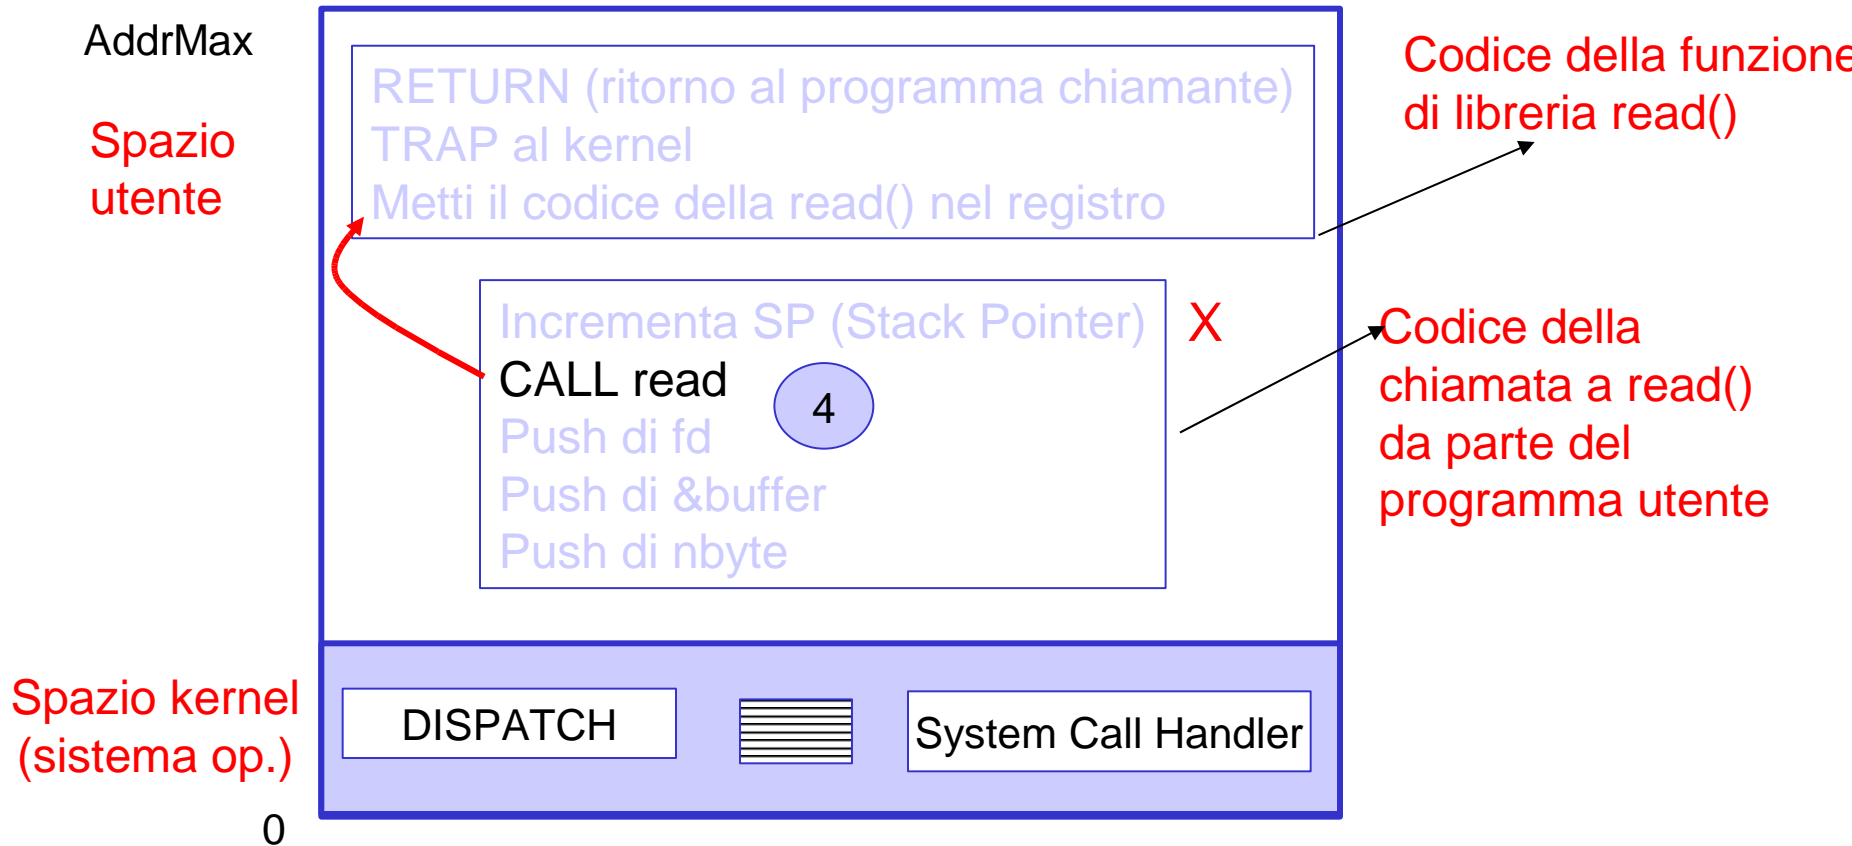 AddrMax
Spazio
utente
RETURN (ritorno al programma chiamante)
TRAP al kernel
Metti il codice della read() nel registro
Codice della funzione
di libreria read()
Incrementa SP (Stack Pointer)
X
CALL read
4
Push di fd
Push di &buffer
Push di nbyte
Codice della
chiamata a read()
da parte del
programma utente
Spazio kernel
(sistema op.)
DISPATCH
System Call Handler
0